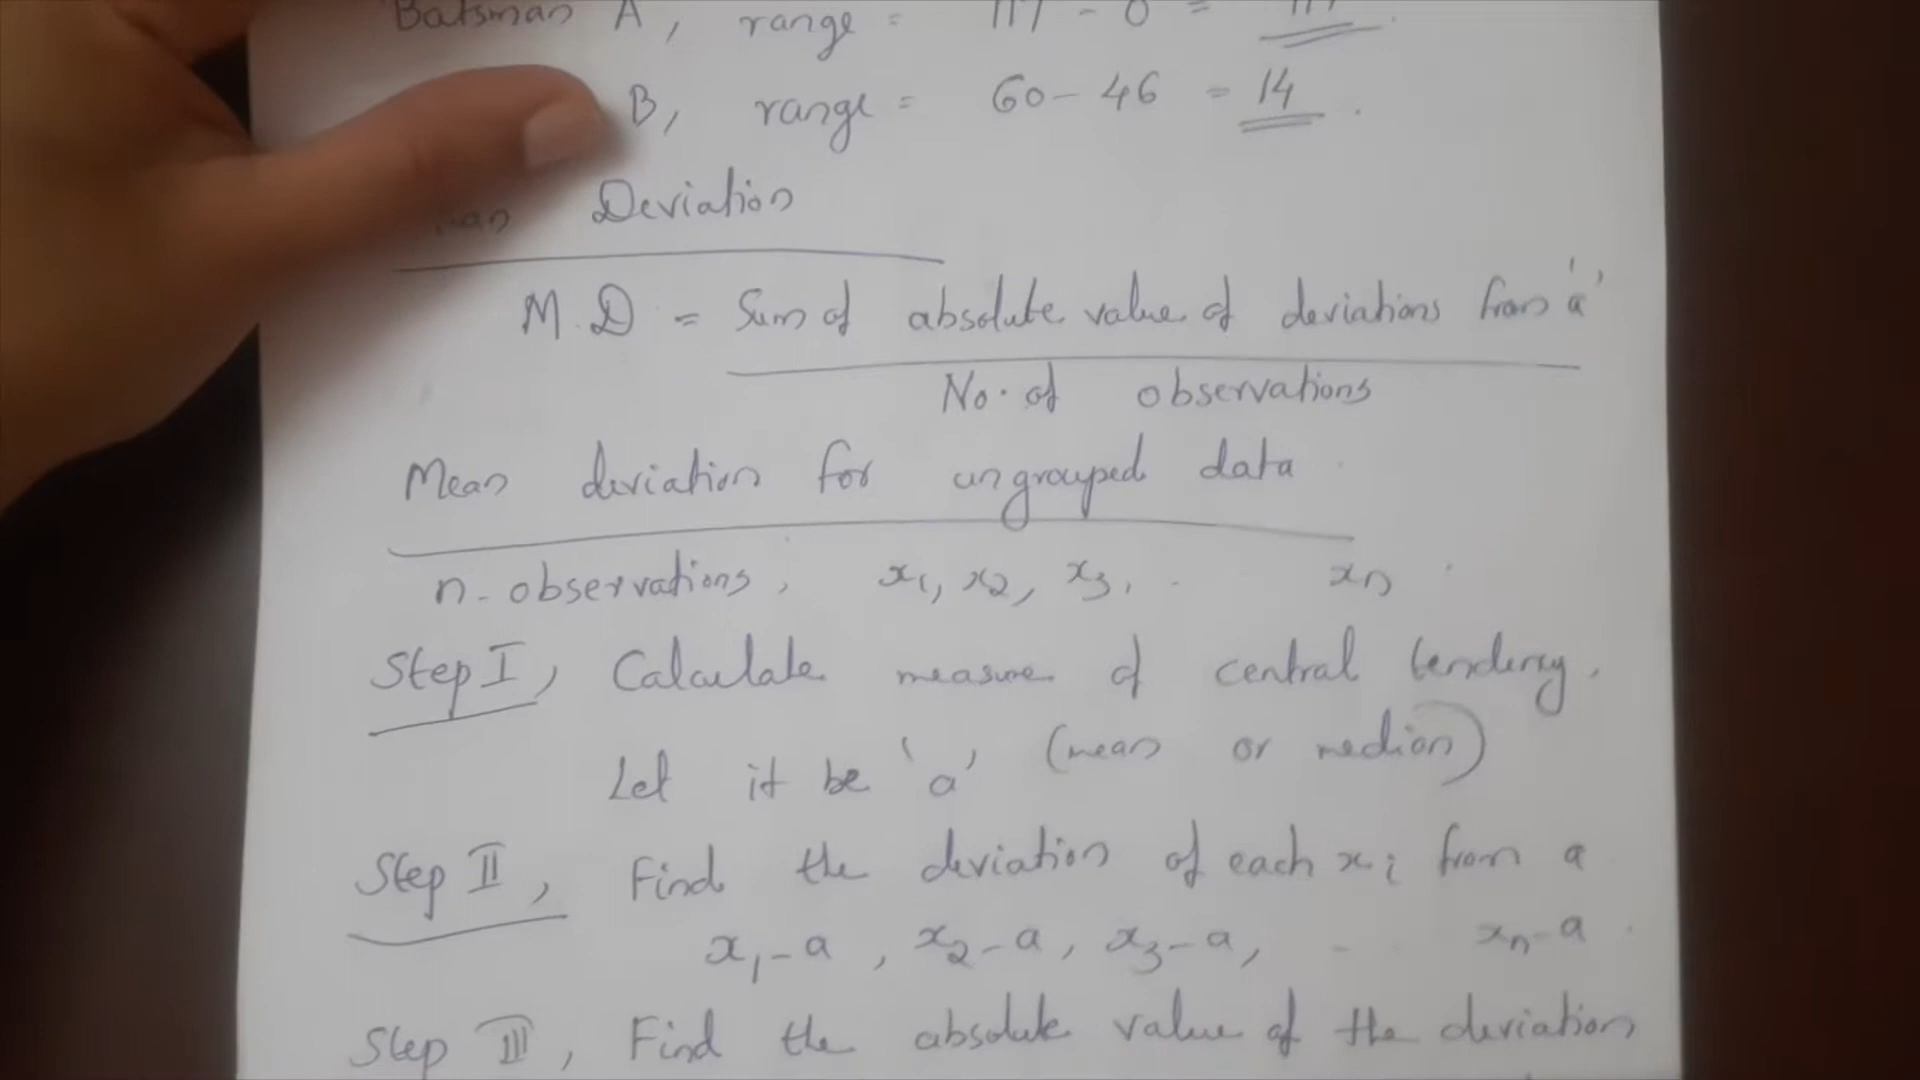 Batsman A, range = 117 - 0 = 117.
B, range = 60 - 46 = 14.
Deviation
M.D = Sum of absolute value of deviations from 'a'
No. of observations
Mean deviation for ungrouped data
n-observations, x1, x2, x3, . xn.
Step I, Calculate measure of central tendency.
Let it be 'a' (mean or median)
Step II, Find the deviation of each xi from a
x1-a, x2-a, x3-a, - xn-a.
Step III, Find the absolute value of the deviation